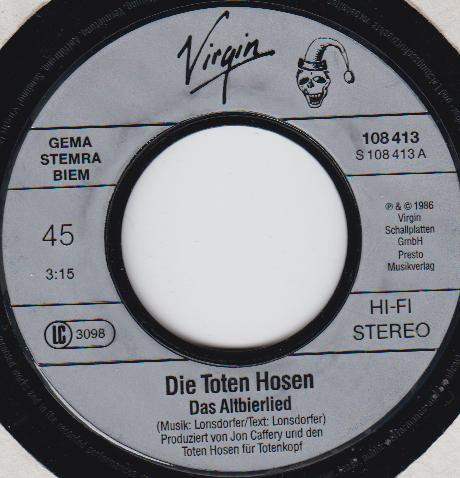 Virgin
GEMA
STEMRA
BIEM
108 413
S 108 413 A
45
3:15
℗ & © 1986
Virgin
Schallplatten
GmbH
Presto
Musikverlag
LC 3098
HI-FI
STEREO
Die Toten Hosen
Das Altbierlied
(Musik: Lonsdorfer/Text: Lonsdorfer)
Produziert von Jon Caffery und den
Toten Hosen für Totenkopf